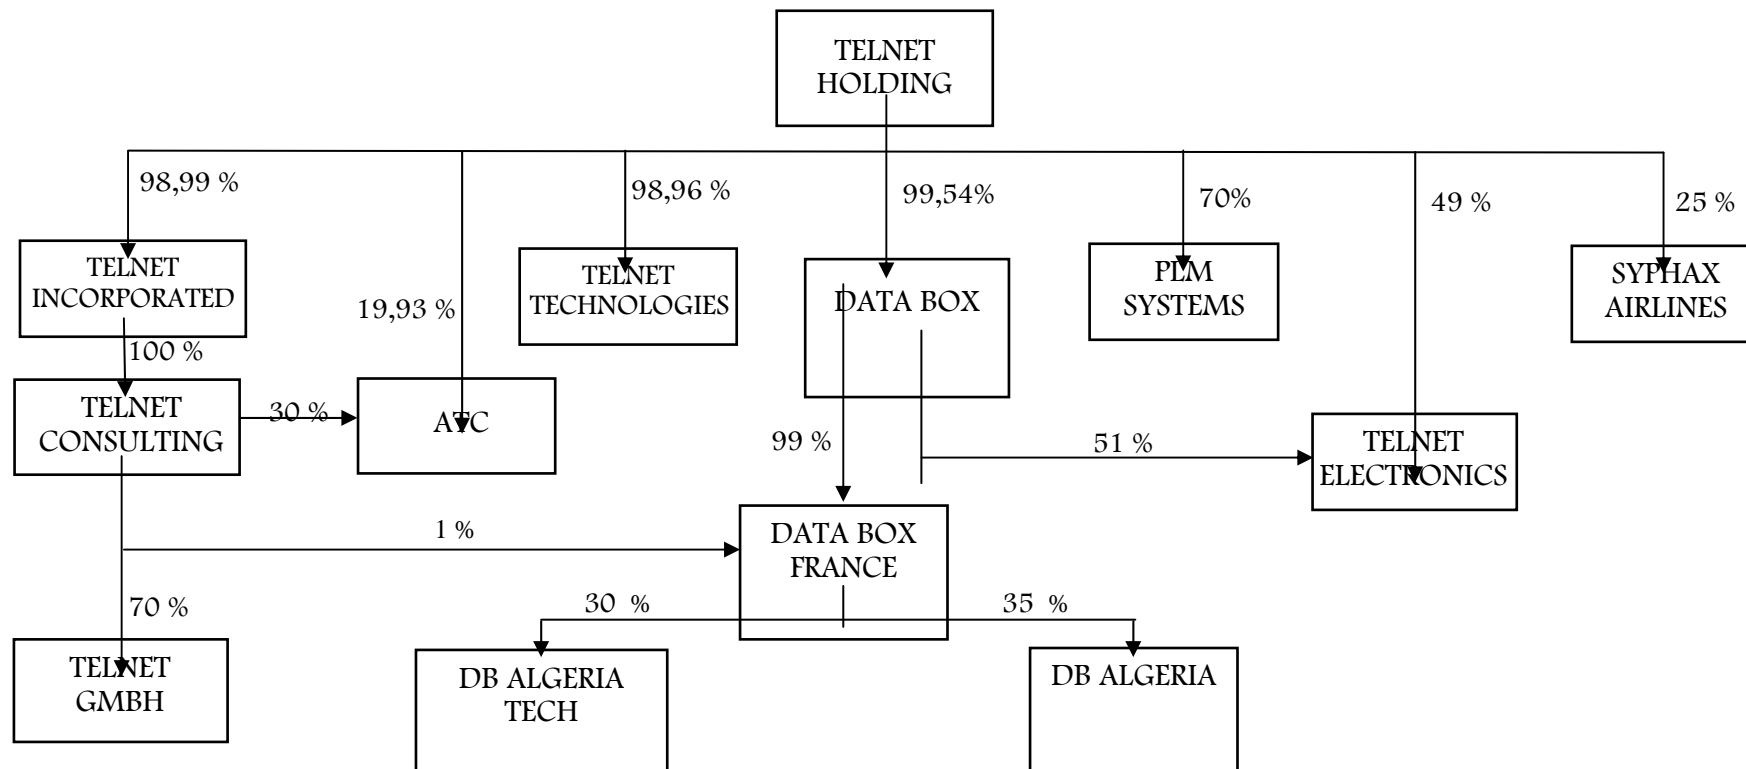 TELNET
HOLDING
98,99 %
98,96 %
99,54%
70%
49 %
25 %
TELNET
INCORPORATED
TELNET
TECHNOLOGIES
DATA BOX
PLM
SYSTEMS
SYPHAX
AIRLINES
19,93 %
100 %
TELNET
CONSULTING
30 %
ATC
99 %
51 %
TELNET
ELECTRONICS
1 %
DATA BOX
FRANCE
70 %
30 %
35 %
TELNET
GMBH
DB ALGERIA
TECH
DB ALGERIA